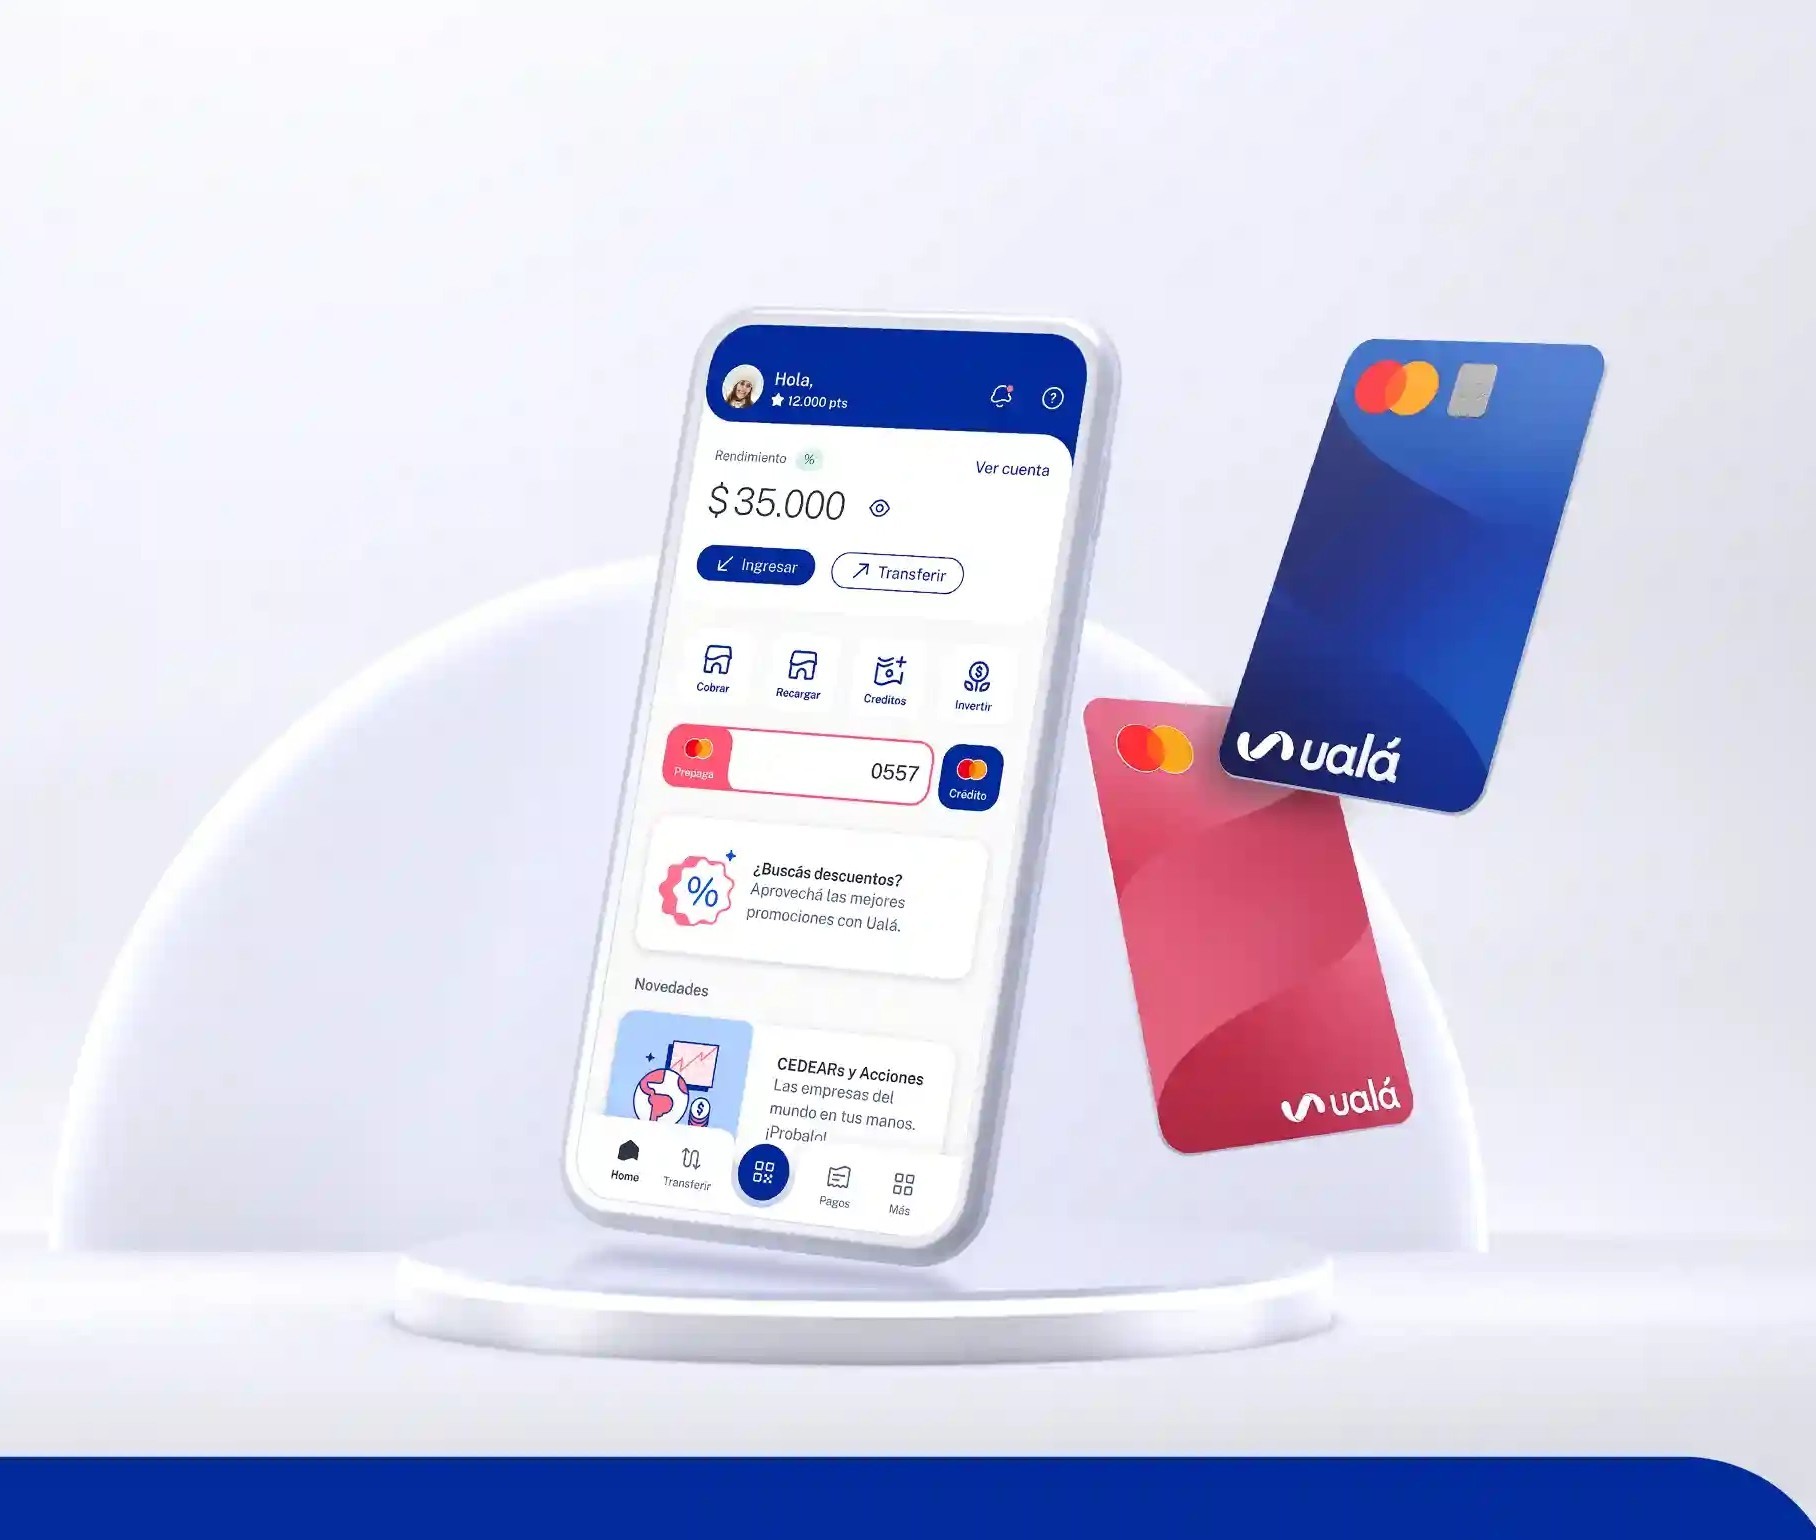 Hola,
12.000 pts
Rendimiento %
Ver cuenta
$35.000
Ingresar
Transferir
Cobrar
Recargar
Creditos
Invertir
Prepaga
0557
Crédito
%
¿Buscás descuentos?
Aprovechá las mejores
promociones con Ualá.
Novedades
CEDEARs y Acciones
Las empresas del
mundo en tus manos.
¡Probalo!
Home
Transferir
Pagos
Más
ualá
ualá